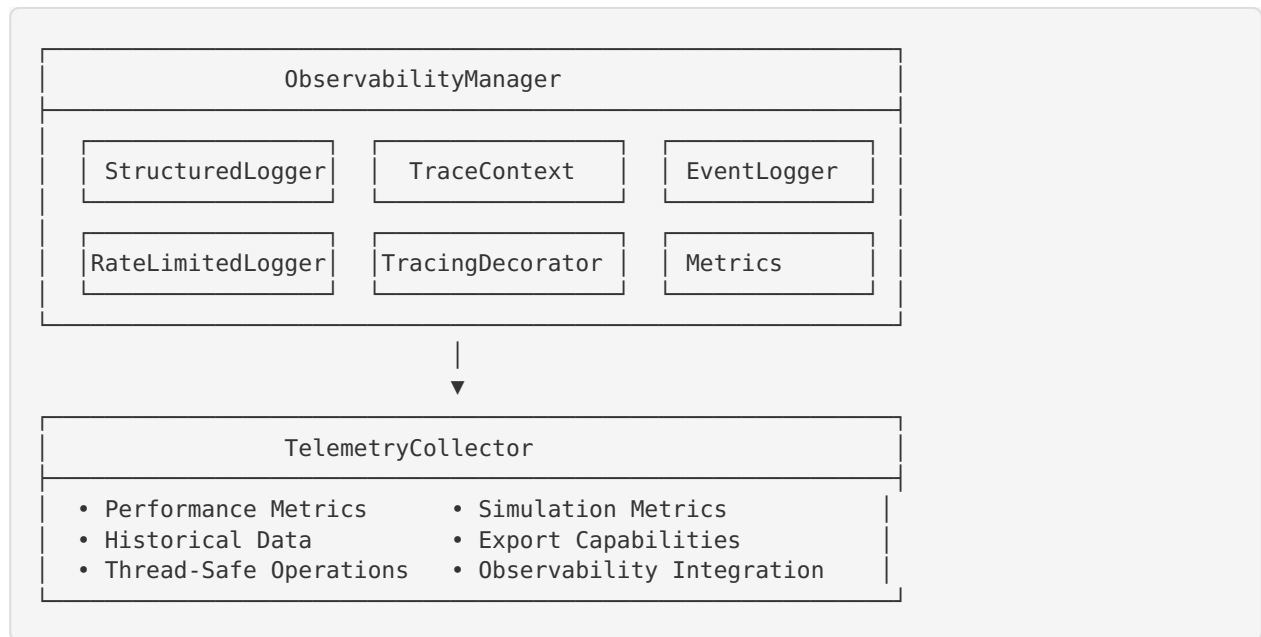 ObservabilityManager
StructuredLogger TraceContext EventLogger
RateLimitedLogger TracingDecorator Metrics
TelemetryCollector
• Performance Metrics • Simulation Metrics
• Historical Data • Export Capabilities
• Thread-Safe Operations • Observability Integration